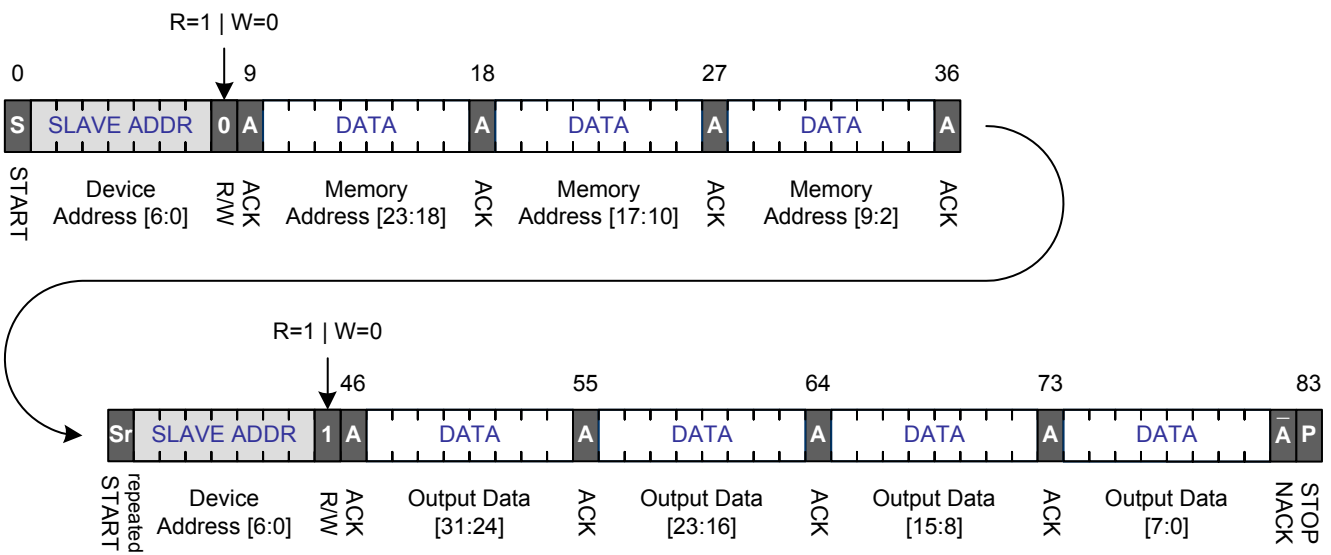 R=1 | W=0
0 9 18 27 36
S SLAVE ADDR 0 A DATA A DATA A DATA A
START
Device
Address [6:0]
R/W
ACK
Memory
Address [23:18]
ACK
Memory
Address [17:10]
ACK
Memory
Address [9:2]
ACK
R=1 | W=0
46 55 64 73 83
Sr SLAVE ADDR 1 A DATA A DATA A DATA A DATA A̅ P
repeated
START
Device
Address [6:0]
R/W
ACK
Output Data
[31:24]
ACK
Output Data
[23:16]
ACK
Output Data
[15:8]
ACK
Output Data
[7:0]
NACK
STOP